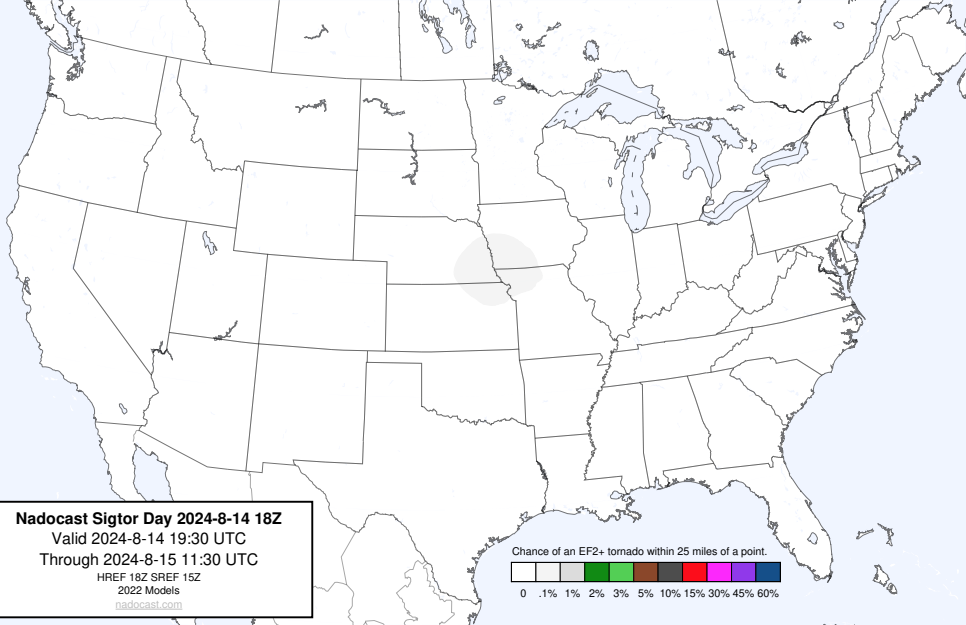 Nadocast Sigtor Day 2024-8-14 18Z
Valid 2024-8-14 19:30 UTC
Through 2024-8-15 11:30 UTC
HREF 18Z SREF 15Z
2022 Models
nadocast.com
Chance of an EF2+ tornado within 25 miles of a point.
0 .1% 1% 2% 3% 5% 10% 15% 30% 45% 60%